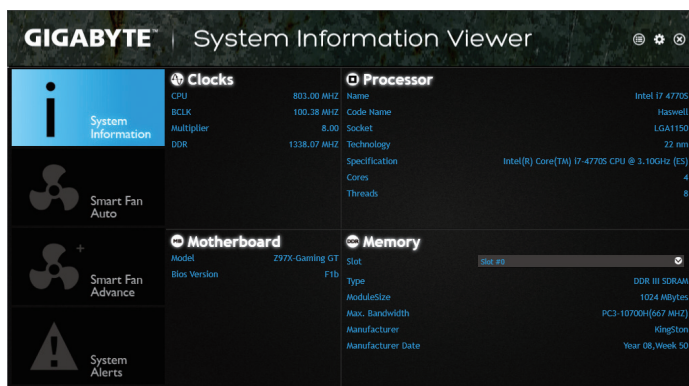 GIGABYTE™ | System Information Viewer
System
Information
Smart Fan
Auto
Smart Fan
Advance
System
Alerts
Clocks
CPU 803.00 MHZ
BCLK 100.38 MHZ
Multiplier 8.00
DDR 1338.07 MHZ
Processor
Name Intel i7 4770S
Code Name Haswell
Socket LGA1150
Technology 22 nm
Specification Intel(R) Core(TM) i7-4770S CPU @ 3.10GHz (ES)
Cores 4
Threads 8
MB Motherboard
Model Z97X-Gaming GT
Bios Version F1b
DDR Memory
Slot Slot #0
Type DDR III SDRAM
ModuleSize 1024 MBytes
Max. Bandwidth PC3-10700H(667 MHZ)
Manufacturer KingSton
Manufacturer Date Year 08,Week 50